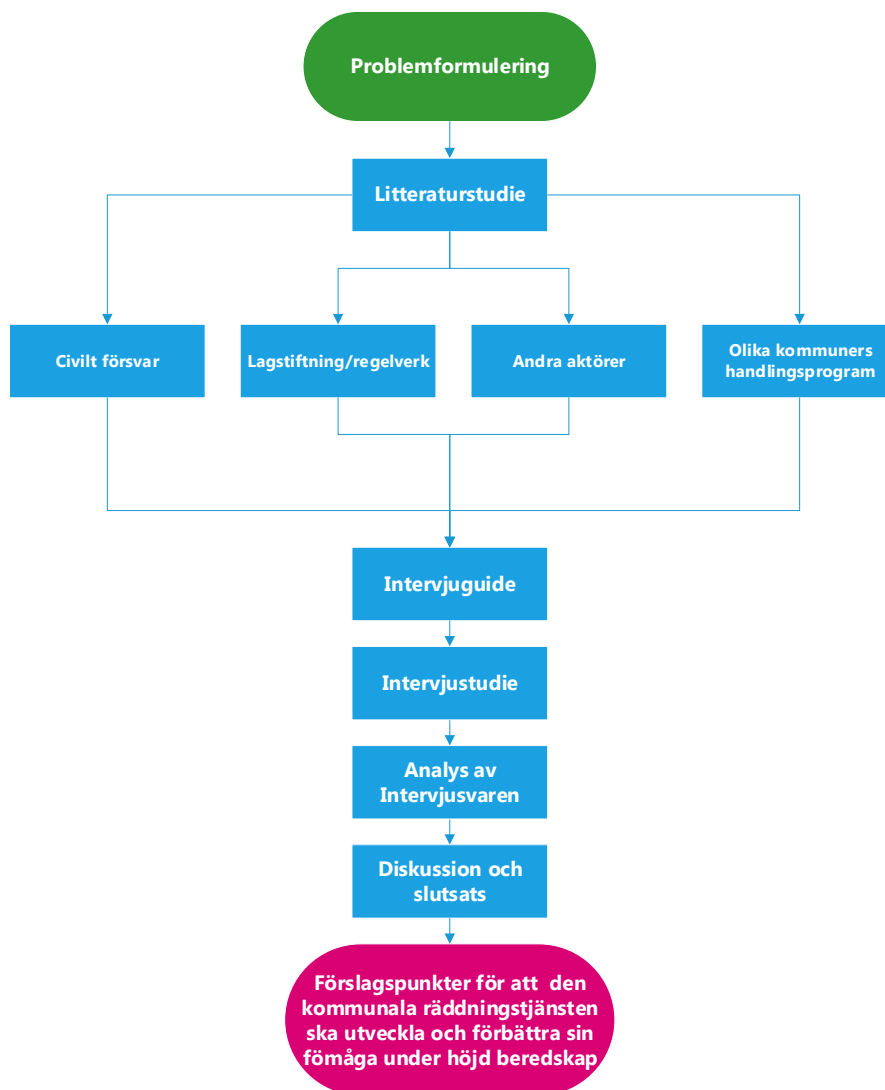 Problemformulering
Litteraturstudie
Civilt försvar
Lagstiftning/regelverk
Andra aktörer
Olika kommuners
handlingsprogram
Intervjuguide
Intervjustudie
Analys av
Intervjusvaren
Diskussion och
slutsats
Förslagspunkter för att den
kommunala räddningstjänsten
ska utveckla och förbättra sin
fömåga under höjd beredskap